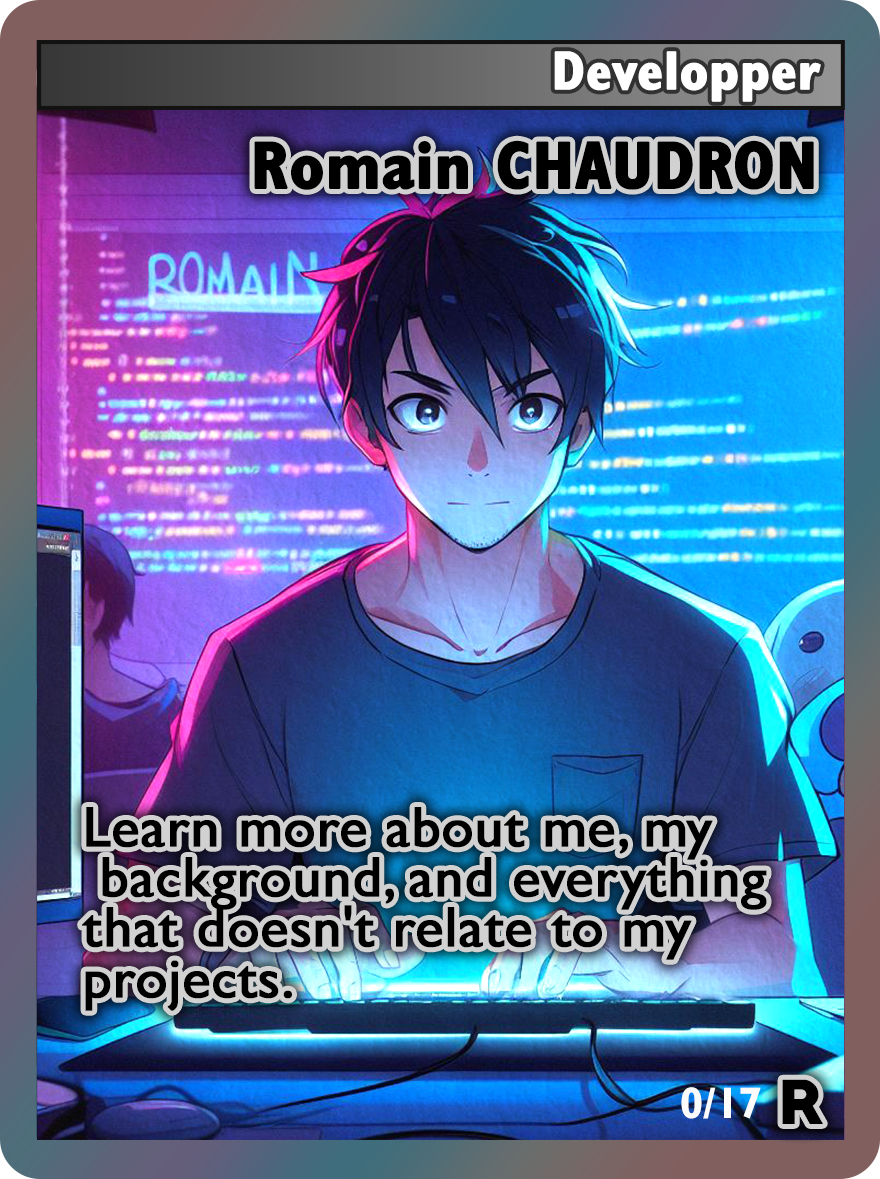 Developper
Romain CHAUDRON
ROMAIN
Learn more about me, my
background, and everything
that doesn't relate to my
projects.
0/17 R